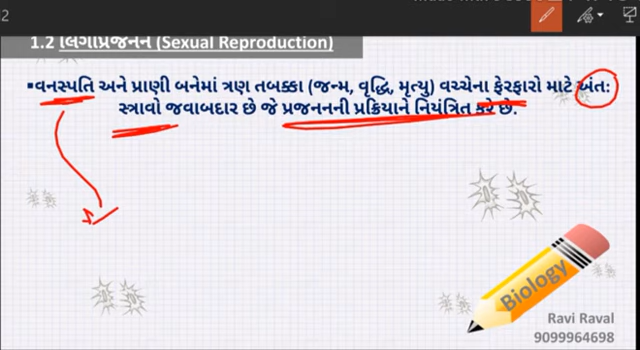 2
1.2 લિંગીપ્રજનન (Sexual Reproduction)
▪વનસ્પતિ અને પ્રાણી બનેમાં ત્રણ તબક્કા (જન્મ, વૃદ્ધિ, મૃત્યુ) વચ્ચેના ફેરફારો માટે અંત:
સ્ત્રાવો જવાબદાર છે જે પ્રજનનની પ્રક્રિયાને નિયંત્રિત કરે છે.
Biology
Ravi Raval
9099964698